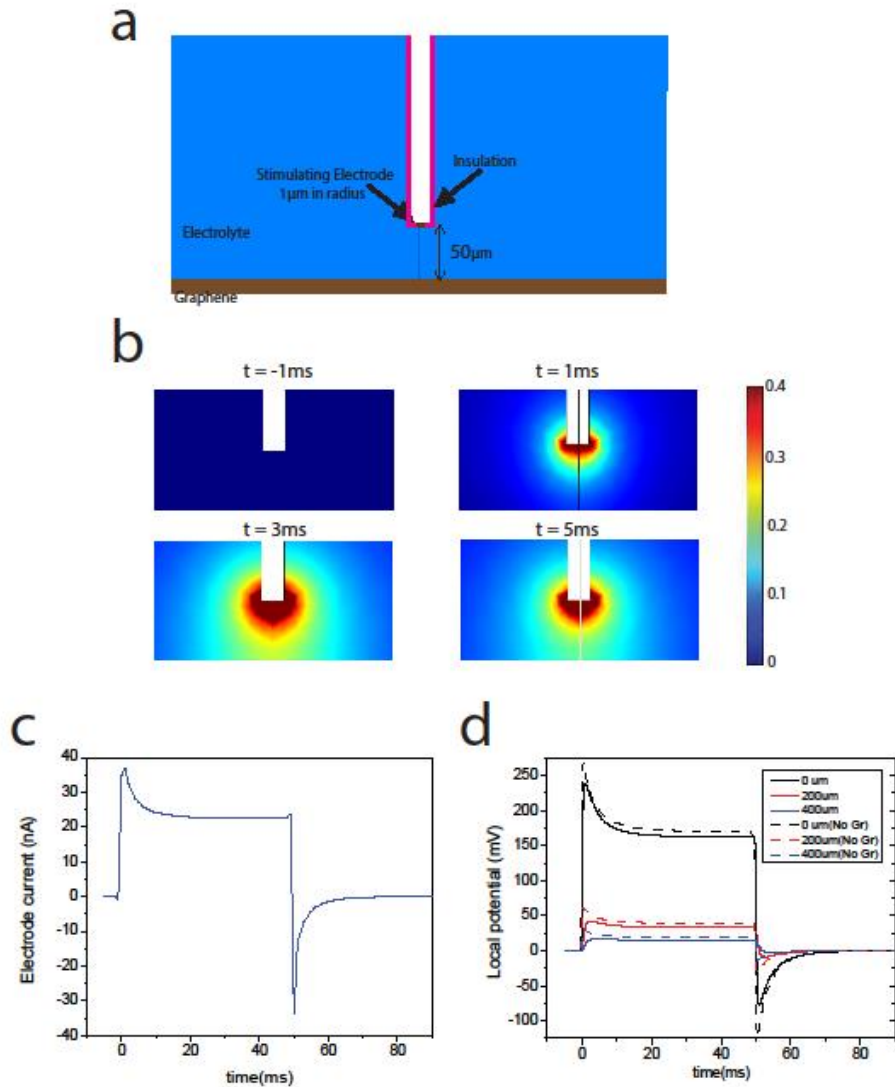 a
Stimulating Electrode
1μm in radius
Insulation
Electrolyte
50μm
Graphene
b
t = -1ms
t = 1ms
0.4
0.3
0.2
0.1
0
t = 3ms
t = 5ms
c
40
30
20
10
0
-10
-20
-30
-40
Electrode current (nA)
0
20
40
60
80
time(ms)
d
250
200
150
100
50
0
-50
-100
Local potential (mV)
0 um
200um
400um
0 um(No Gr)
200um(No Gr)
400um(No Gr)
0
20
40
60
80
time(ms)